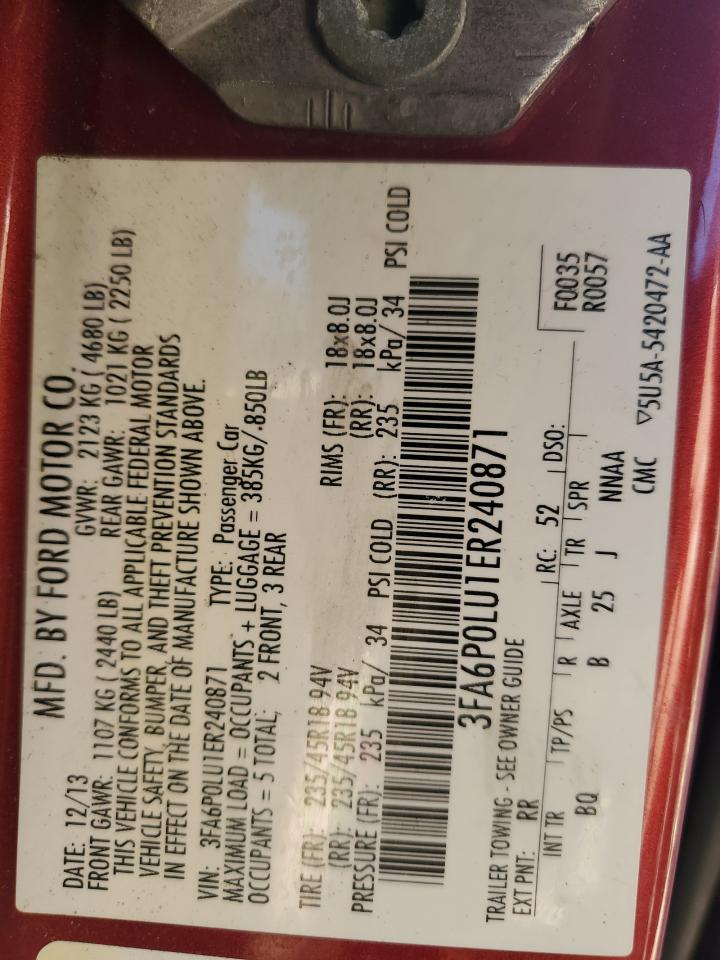 MFD. BY FORD MOTOR CO.
DATE: 12/13 GVWR: 2123 KG ( 4680 LB)
FRONT GAWR: 1107 KG ( 2440 LB) REAR GAWR: 1021 KG ( 2250 LB)
THIS VEHICLE CONFORMS TO ALL APPLICABLE FEDERAL MOTOR
VEHICLE SAFETY, BUMPER, AND THEFT PREVENTION STANDARDS
IN EFFECT ON THE DATE OF MANUFACTURE SHOWN ABOVE.
VIN: 3FA6P0LU1ER240871 TYPE: Passenger Car
MAXIMUM LOAD = OCCUPANTS + LUGGAGE = 385KG/.850LB
OCCUPANTS = 5 TOTAL; 2 FRONT, 3 REAR
TIRE (FR): 235/45R18 94V RIMS (FR): 18x8.0J
(RR): 235/45R18 94V (RR): 18x8.0J
PRESSURE (FR): 235 kPa/ 34 PSI COLD (RR): 235 kPa/ 34 PSI COLD
3FA6P0LU1ER240871
TRAILER TOWING - SEE OWNER GUIDE
EXT PNT: RR RC: 52 DSO: F0035
R0057
INT TR TP/PS R AXLE TR SPR
BQ B 25 J NNAA
CMC ▽5U5A-5420472-AA